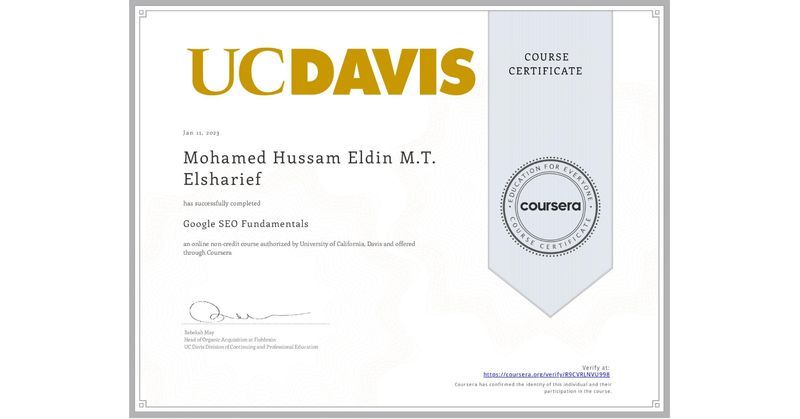 UCDAVIS
COURSE
CERTIFICATE
Jan 11, 2023
Mohamed Hussam Eldin M.T.
Elsharief
has successfully completed
Google SEO Fundamentals
an online non-credit course authorized by University of California, Davis and offered
through Coursera
EDUCATION FOR EVERYONE
coursera
COURSE CERTIFICATE
Rebekah May
Head of Organic Acquisition at Fishbrain
UC Davis Division of Continuing and Professional Education
Verify at:
https://coursera.org/verify/R9CVRLNVU998
Coursera has confirmed the identity of this individual and their
participation in the course.